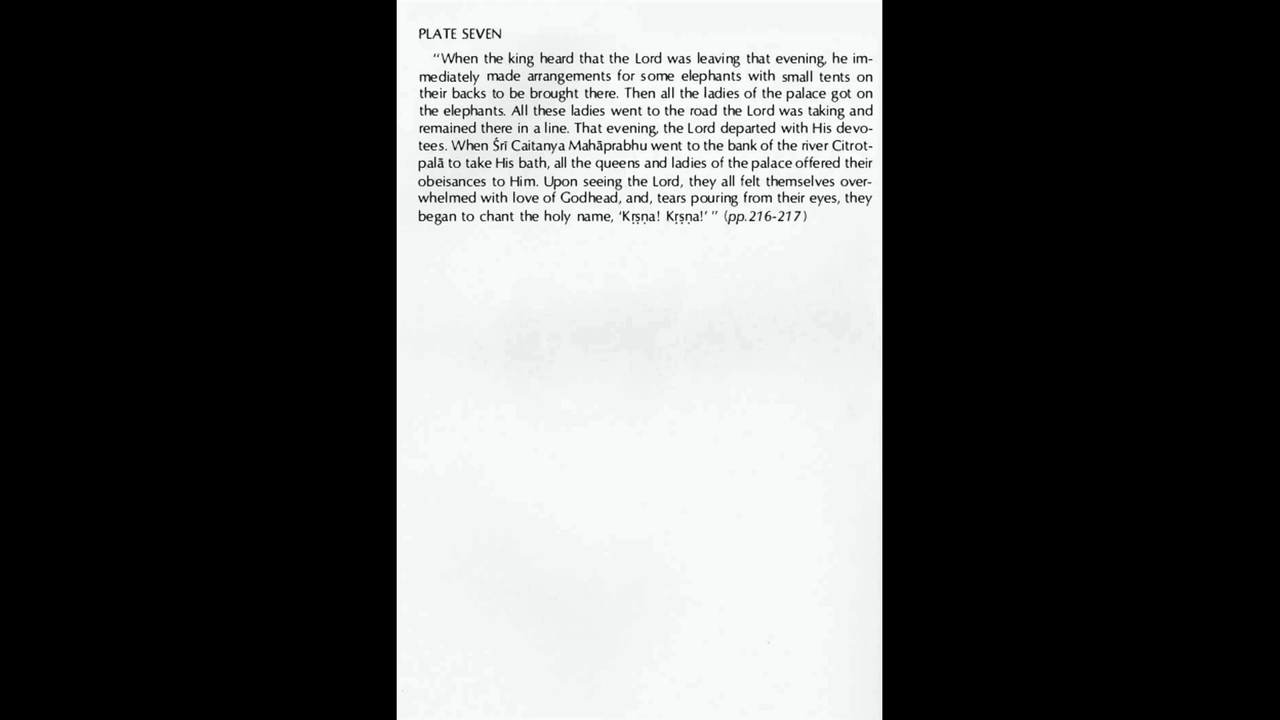 PLATE SEVEN
“When the king heard that the Lord was leaving that evening, he im-
mediately made arrangements for some elephants with small tents on
their backs to be brought there. Then all the ladies of the palace got on
the elephants. All these ladies went to the road the Lord was taking and
remained there in a line. That evening, the Lord departed with His devo-
tees. When Śrī Caitanya Mahāprabhu went to the bank of the river Citrot-
palā to take His bath, all the queens and ladies of the palace offered their
obeisances to Him. Upon seeing the Lord, they all felt themselves over-
whelmed with love of Godhead, and, tears pouring from their eyes, they
began to chant the holy name, ‘Kṛṣṇa! Kṛṣṇa!’ ” (pp.216-217)